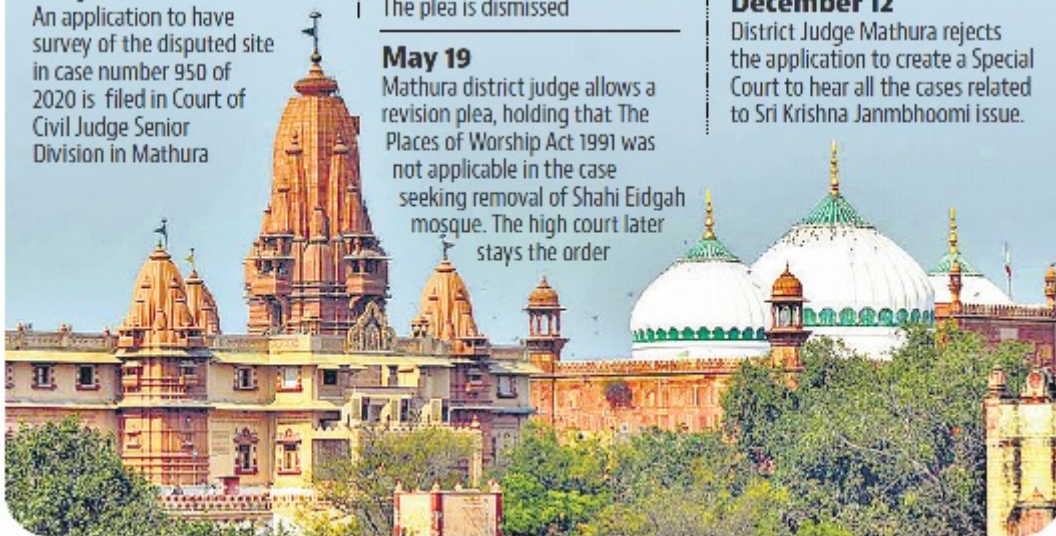 An application to have
survey of the disputed site
in case number 950 of
2020 is filed in Court of
Civil Judge Senior
Division in Mathura
The plea is dismissed
May 19
Mathura district judge allows a
revision plea, holding that The
Places of Worship Act 1991 was
not applicable in the case
seeking removal of Shahi Eidgah
mosque. The high court later
stays the order
December 12
District Judge Mathura rejects
the application to create a Special
Court to hear all the cases related
to Sri Krishna Janmbhoomi issue.